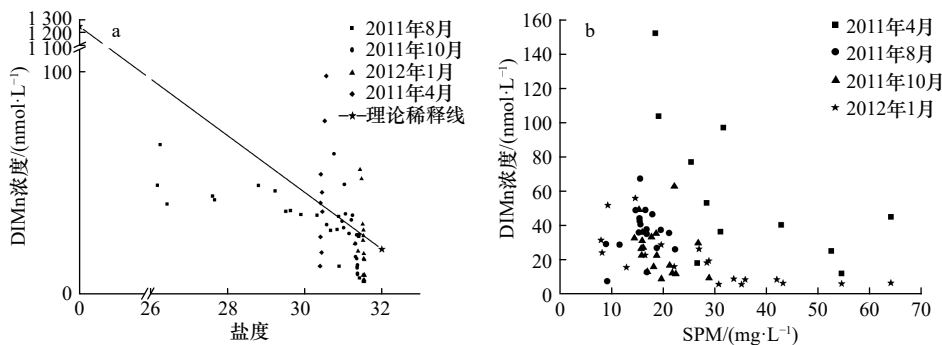 1 300
1 200
1 100
100
0
DIMn浓度/(nmol·L⁻¹)
a
2011年8月
2011年10月
2012年1月
2011年4月
理论稀释线
0
26
28
30
32
34
盐度
160
140
120
100
80
60
40
20
0
DIMn浓度/(nmol·L⁻¹)
b
2011年4月
2011年8月
2011年10月
2012年1月
0
10
20
30
40
50
60
70
SPM/(mg·L⁻¹)